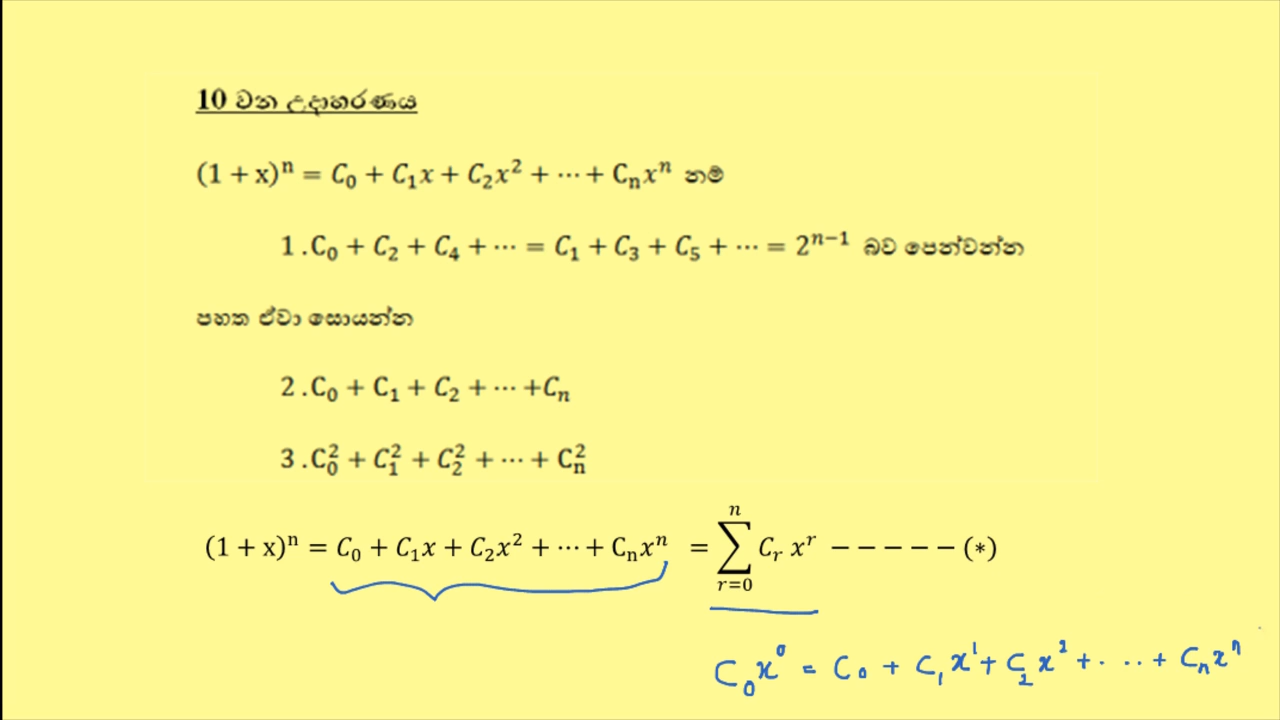 10 වන උදාහරණය
(1 + x)ⁿ = C₀ + C₁x + C₂x² + ⋯ + Cₙxⁿ නම්
1 .C₀ + C₂ + C₄ + ⋯ = C₁ + C₃ + C₅ + ⋯ = 2ⁿ⁻¹ බව පෙන්වන්න
පහත ඒවා සොයන්න
2 .C₀ + C₁ + C₂ + ⋯ +Cₙ
3 .C₀² + C₁² + C₂² + ⋯ + Cₙ²
(1 + x)ⁿ = C₀ + C₁x + C₂x² + ⋯ + Cₙxⁿ = ∑ₙᵣ₌₀ Cᵣ xʳ − − − − − (∗)
C₀x⁰ = C₀ + C₁x¹ + C₂x² + ⋯ + Cₙxⁿ